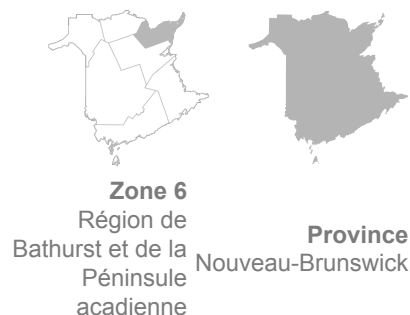 Zone 6
Région de
Bathurst et de la
Péninsule
acadienne
Province
Nouveau-Brunswick